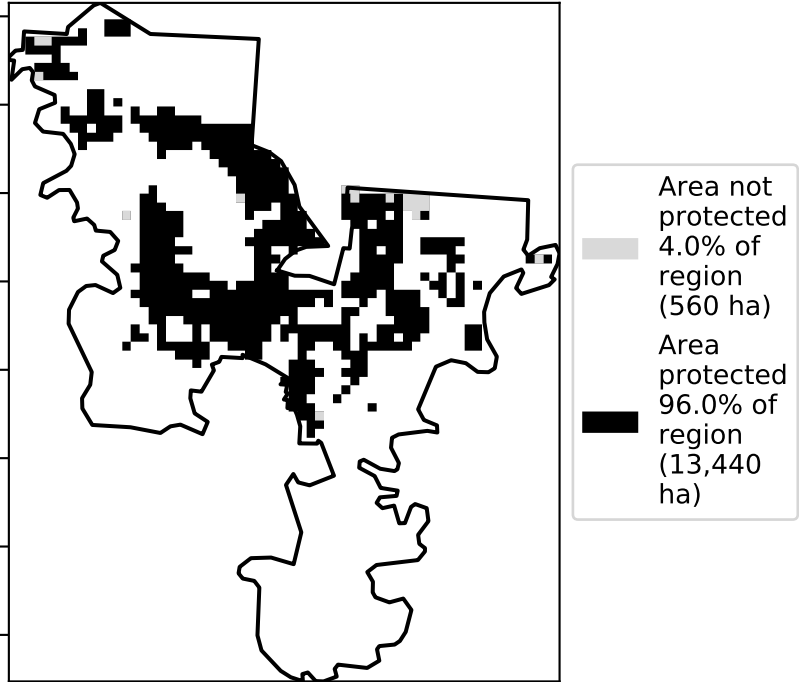 Area not
protected
4.0% of
region
(560 ha)
Area
protected
96.0% of
region
(13,440
ha)